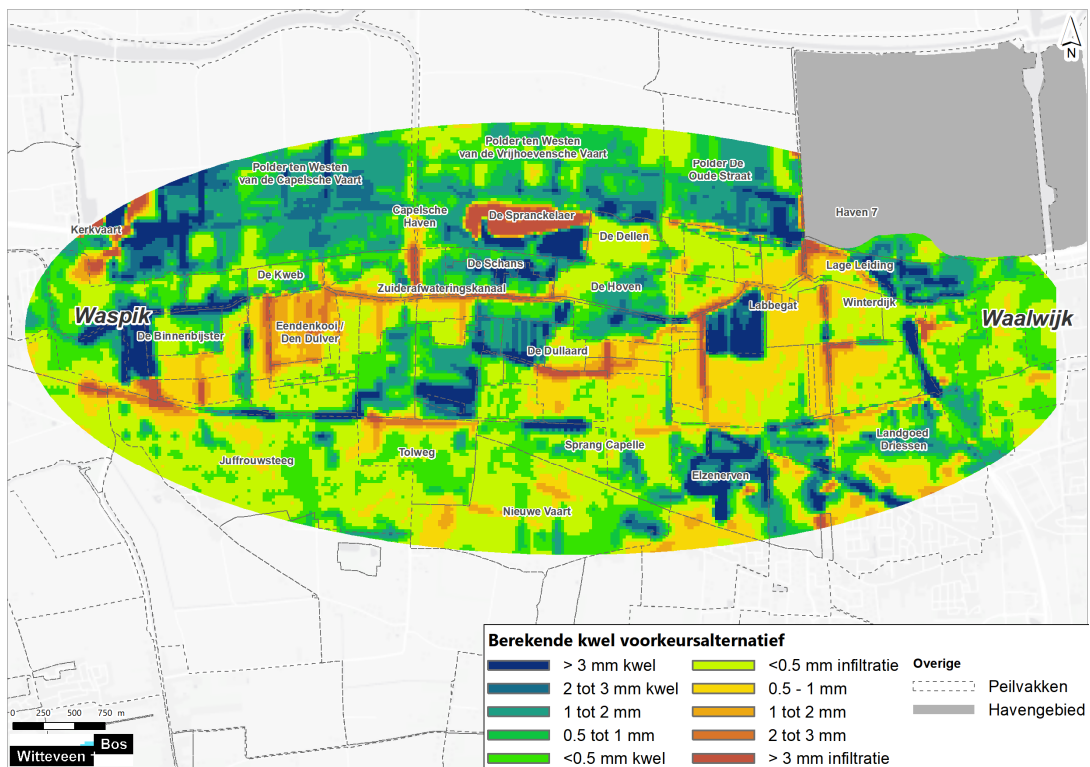 N
Polder ten Westen
van de Vrijhoevensche Vaart
Polder ten Westen
van de Capelsche Vaart
Polder De
Oude Straat
Kerkvaart
Capelsche
Haven
De Spranckelaer
Haven 7
De Dellen
De Schans
Lage Leiding
De Kweb
Zuiderafwateringskanaal
De Hoven
Labbegat
Winterdijk
Waspik
Waalwijk
De Binnenbijster
Eendenkooi /
Den Dulver
De Dullaard
Landgoed
Driessen
Sprang Capelle
Juffrouwsteeg
Tolweg
Elzenerven
Nieuwe Vaart
Berekende kwel voorkeursalternatief
> 3 mm kwel
2 tot 3 mm kwel
1 tot 2 mm
0.5 tot 1 mm
<0.5 mm kwel
<0.5 mm infiltratie
0.5 - 1 mm
1 tot 2 mm
2 tot 3 mm
> 3 mm infiltratie
Overige
Peilvakken
Havengebied
0 250 500 750 m
Witteveen + Bos